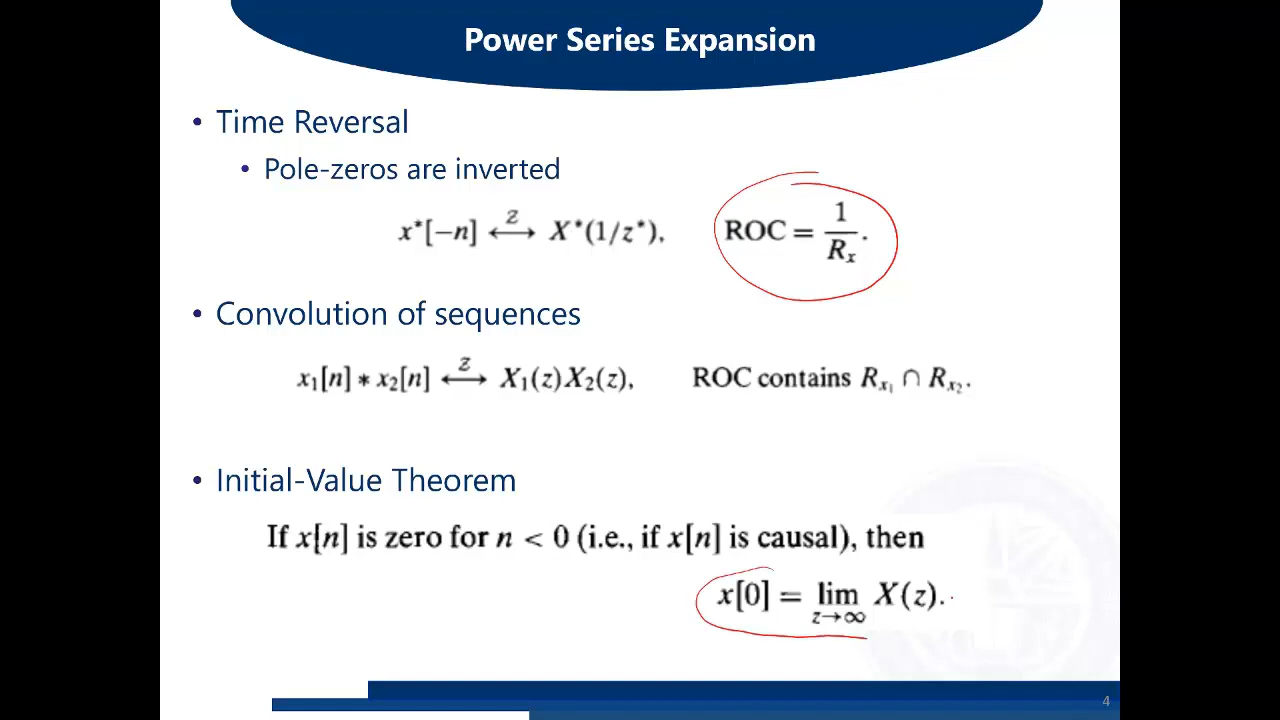 Power Series Expansion
• Time Reversal
• Pole-zeros are inverted
x*[−n] ⟷ᶻ X*(1/z*), ROC = 1/Rₓ.
• Convolution of sequences
x₁[n] ∗ x₂[n] ⟷ᶻ X₁(z)X₂(z), ROC contains Rₓ₁ ∩ Rₓ₂.
• Initial-Value Theorem
If x[n] is zero for n < 0 (i.e., if x[n] is causal), then
x[0] = lim z→∞ X(z).
4